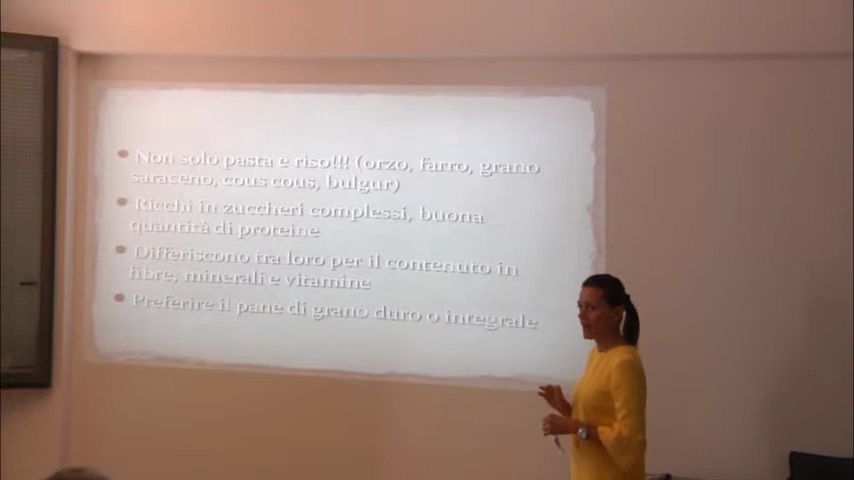 Non solo pasta e riso!!! (orzo, farro, grano
saraceno, cous cous, bulgur)
Ricchi in zuccheri complessi, buona
quantità di proteine
Differiscono tra loro per il contenuto in
fibre, minerali e vitamine
Preferire il pane di grano duro o integrale